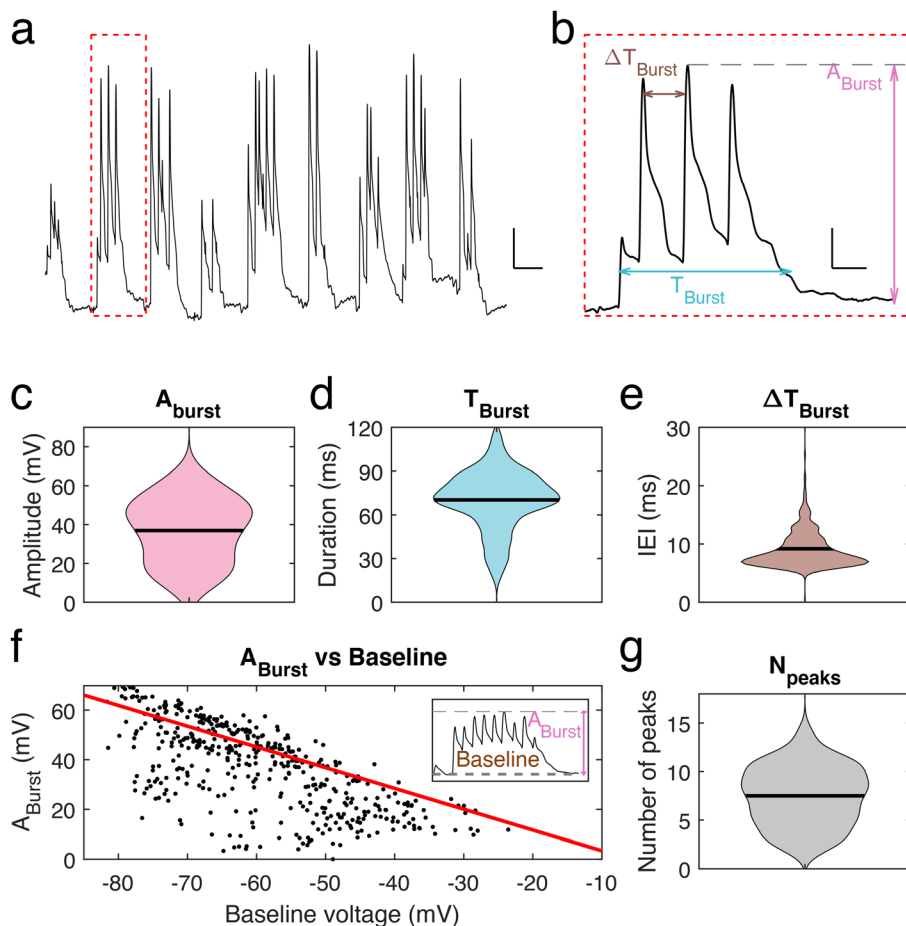 a
b
ΔT_Burst
A_Burst
T_Burst
c
A_burst
Amplitude (mV)
80
60
40
20
0
d
T_Burst
Duration (ms)
120
90
60
30
0
e
ΔT_Burst
IEI (ms)
30
20
10
0
f
A_Burst vs Baseline
A_Burst (mV)
60
40
20
0
A_Burst
Baseline
-80 -70 -60 -50 -40 -30 -20 -10
Baseline voltage (mV)
g
N_peaks
Number of peaks
15
10
5
0